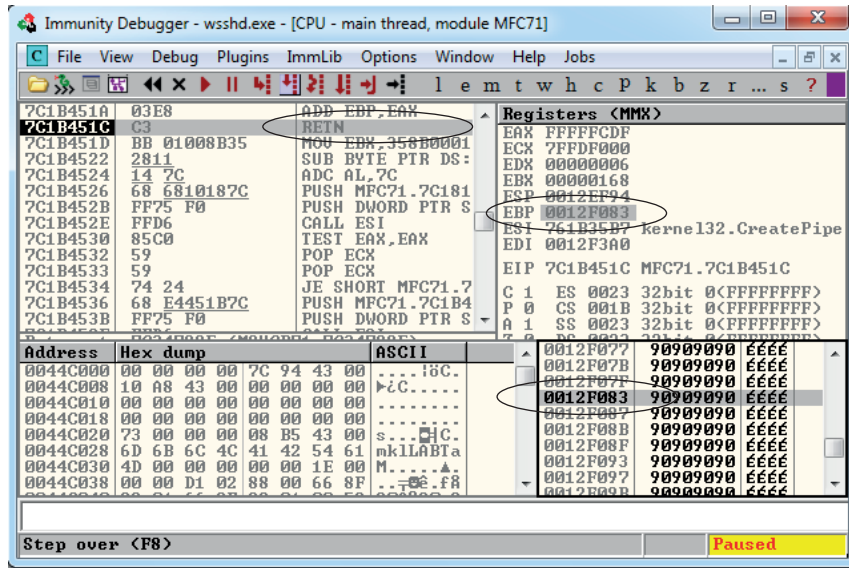 Immunity Debugger - wsshd.exe - [CPU - main thread, module MFC71]
C File View Debug Plugins ImmLib Options Window Help Jobs
l e m t w h c P k b z r ... s ?
7C1B451A 03E8 ADD EBP,EAX
7C1B451C C3 RETN
7C1B451D BB 01008B35 MOV EBX,358B0001
7C1B4522 2811 SUB BYTE PTR DS:
7C1B4524 14 7C ADC AL,7C
7C1B4526 68 6810187C PUSH MFC71.7C181
7C1B452B FF75 F0 PUSH DWORD PTR S
7C1B452E FFD6 CALL ESI
7C1B4530 85C0 TEST EAX,EAX
7C1B4532 59 POP ECX
7C1B4533 59 POP ECX
7C1B4534 74 24 JE SHORT MFC71.7
7C1B4536 68 E4451B7C PUSH MFC71.7C1B4
7C1B453B FF75 F0 PUSH DWORD PTR S
Registers (MMX)
EAX FFFFFCDF
ECX 7FFDF000
EDX 00000006
EBX 00000168
ESP 0012EF94
EBP 0012F083
ESI 761B35B7 kernel32.CreatePipe
EDI 0012F3A0
EIP 7C1B451C MFC71.7C1B451C
C 1 ES 0023 32bit 0(FFFFFFFF)
P 0 CS 001B 32bit 0(FFFFFFFF)
A 1 SS 0023 32bit 0(FFFFFFFF)
Address Hex dump ASCII
0044C000 00 00 00 00 7C 94 43 00 ....¦öC.
0044C008 10 A8 43 00 00 00 00 00 ►¿C.....
0044C010 00 00 00 00 00 00 00 00 ........
0044C018 00 00 00 00 00 00 00 00 ........
0044C020 73 00 00 00 08 B5 43 00 s...◘╡C.
0044C028 6D 6B 6C 4C 41 42 54 61 mklLABTa
0044C030 4D 00 00 00 00 00 1E 00 M.....▲.
0044C038 00 00 D1 02 88 00 66 8F ..╤☻ê.fÅ
0012F077 90909090 ÉÉÉÉ
0012F07B 90909090 ÉÉÉÉ
0012F07F 90909090 ÉÉÉÉ
0012F083 90909090 ÉÉÉÉ
0012F087 90909090 ÉÉÉÉ
0012F08B 90909090 ÉÉÉÉ
0012F08F 90909090 ÉÉÉÉ
0012F093 90909090 ÉÉÉÉ
0012F097 90909090 ÉÉÉÉ
0012F09B 90909090 ÉÉÉÉ
Step over (F8) Paused